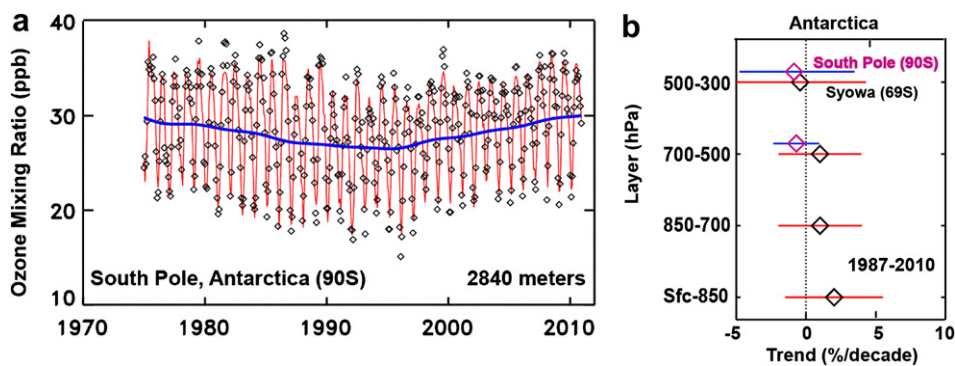 a
Ozone Mixing Ratio (ppb)
40
30
20
10
South Pole, Antarctica (90S) 2840 meters
1970 1980 1990 2000 2010
b
Antarctica
Layer (hPa)
South Pole (90S)
500-300
Syowa (69S)
700-500
850-700
1987-2010
Sfc-850
-5 0 5 10
Trend (%/decade)